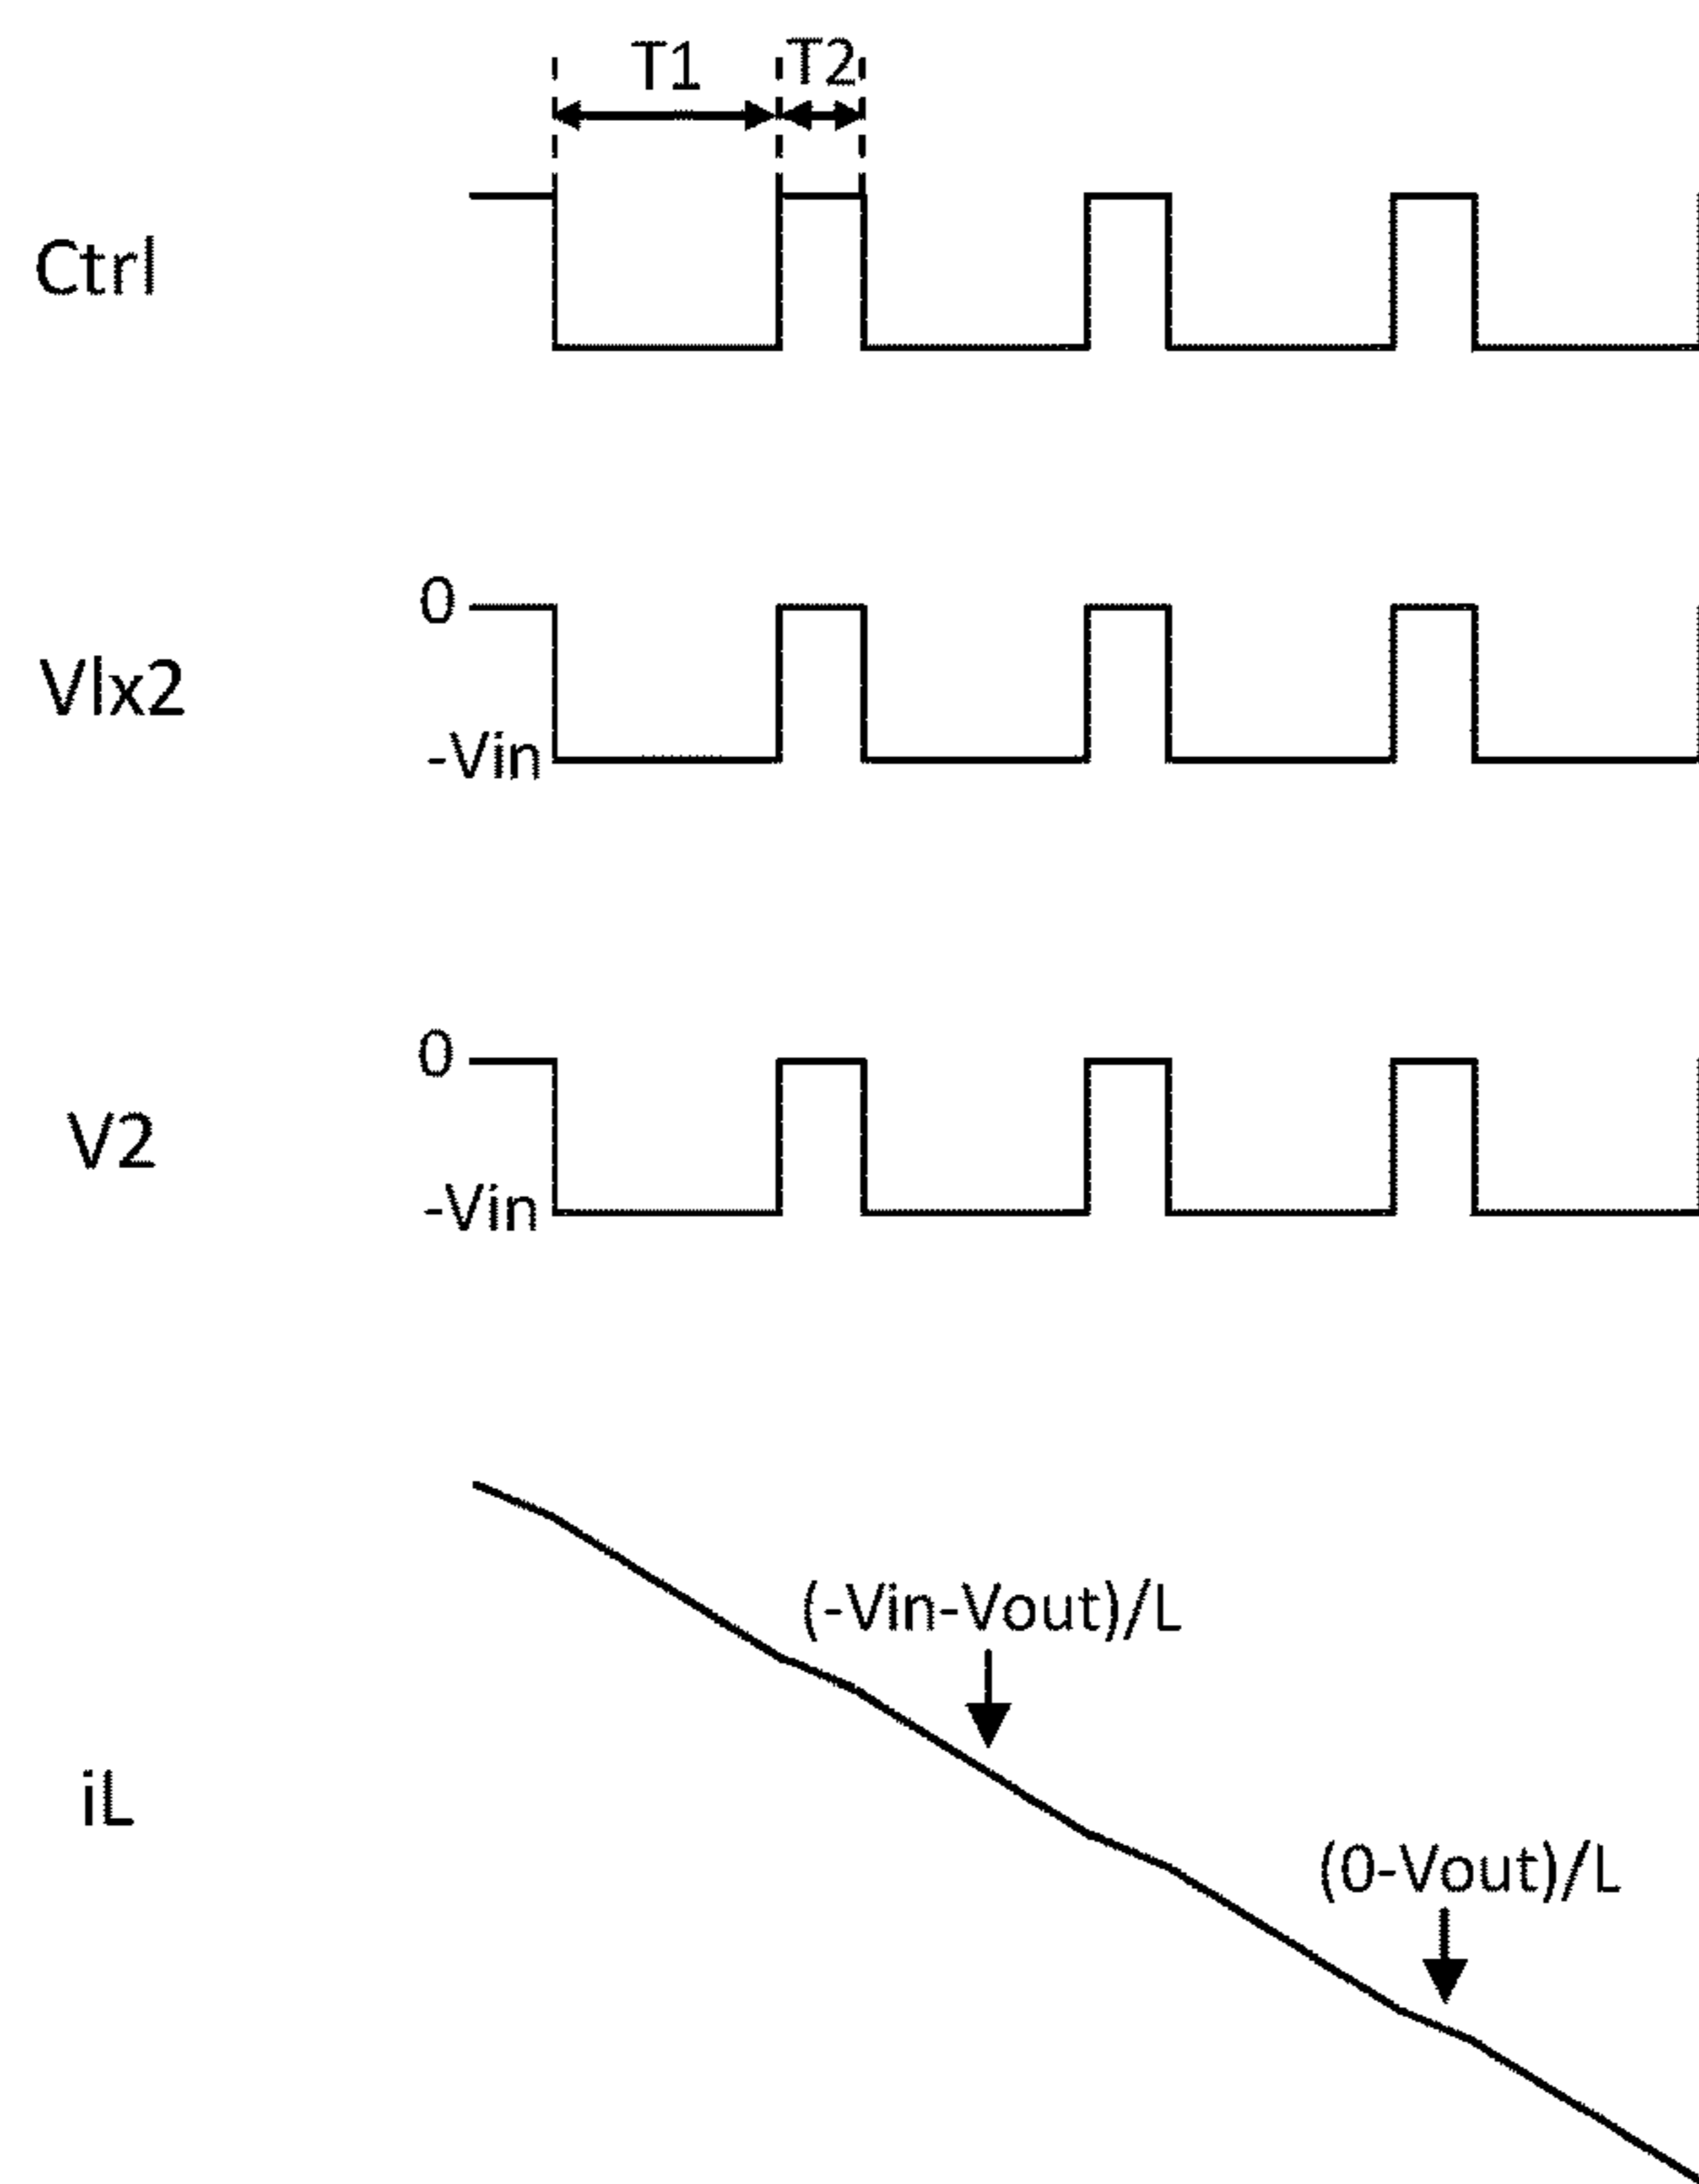 T1 T2
Ctrl
0
Vlx2
-Vin
0
V2
-Vin
(-Vin-Vout)/L
iL
(0-Vout)/L